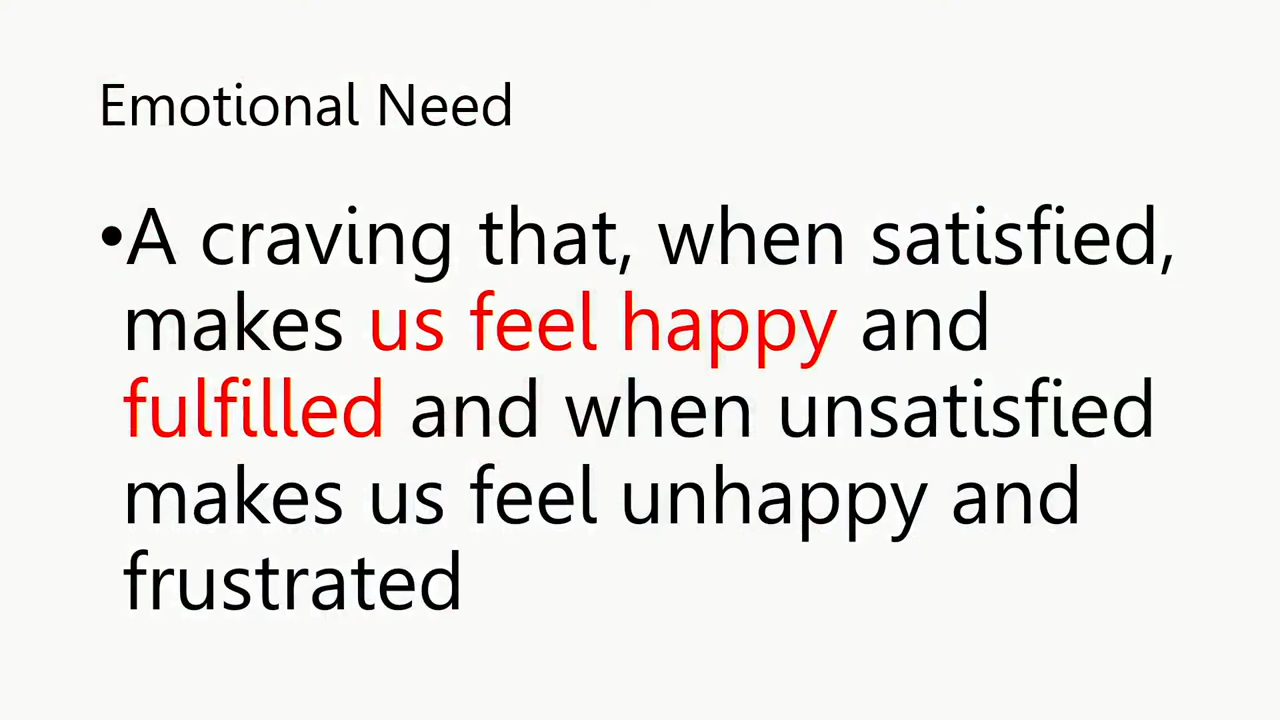 Emotional Need
•A craving that, when satisfied,
makes us feel happy and
fulfilled and when unsatisfied
makes us feel unhappy and
frustrated